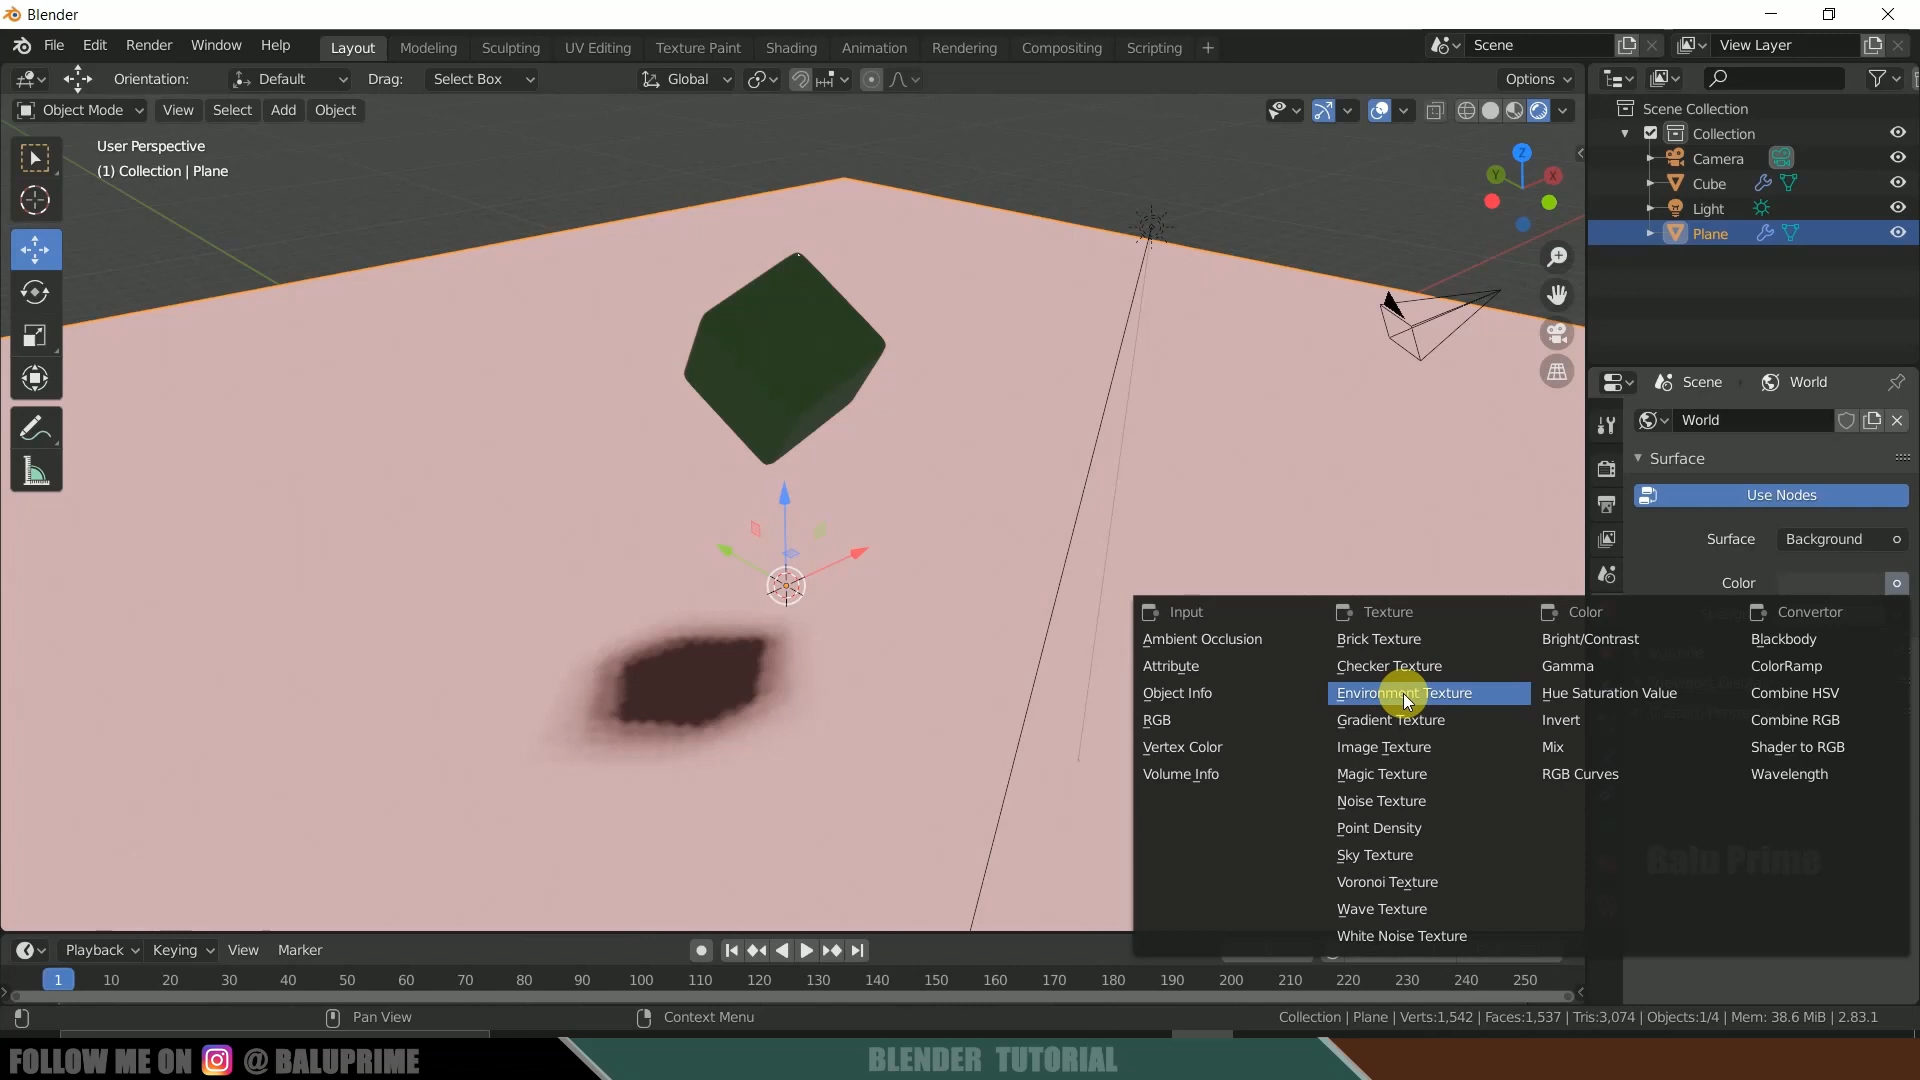 Blender
File Edit Render Window Help Layout Modeling Sculpting UV Editing Texture Paint Shading Animation Rendering Compositing Scripting + Scene View Layer
Orientation: Default Drag: Select Box Global Options
Object Mode View Select Add Object
User Perspective
(1) Collection | Plane
Z
Y
X
Scene Collection
Collection
Camera
Cube
Light
Plane
Scene World
World
Surface
Use Nodes
Surface Background
Color
Input Texture Color Convertor
Ambient Occlusion Brick Texture Bright/Contrast Blackbody
Attribute Checker Texture Gamma ColorRamp
Object Info Environment Texture Hue Saturation Value Combine HSV
RGB Gradient Texture Invert Combine RGB
Vertex Color Image Texture Mix Shader to RGB
Volume Info Magic Texture RGB Curves Wavelength
Noise Texture
Point Density
Sky Texture
Voronoi Texture
Wave Texture
White Noise Texture
Balu Prime
Playback Keying View Marker
1 10 20 30 40 50 60 70 80 90 100 110 120 130 140 150 160 170 180 190 200 210 220 230 240 250
Pan View Context Menu Collection | Plane | Verts:1,542 | Faces:1,537 | Tris:3,074 | Objects:1/4 | Mem: 38.6 MiB | 2.83.1
FOLLOW ME ON @ BALUPRIME BLENDER TUTORIAL